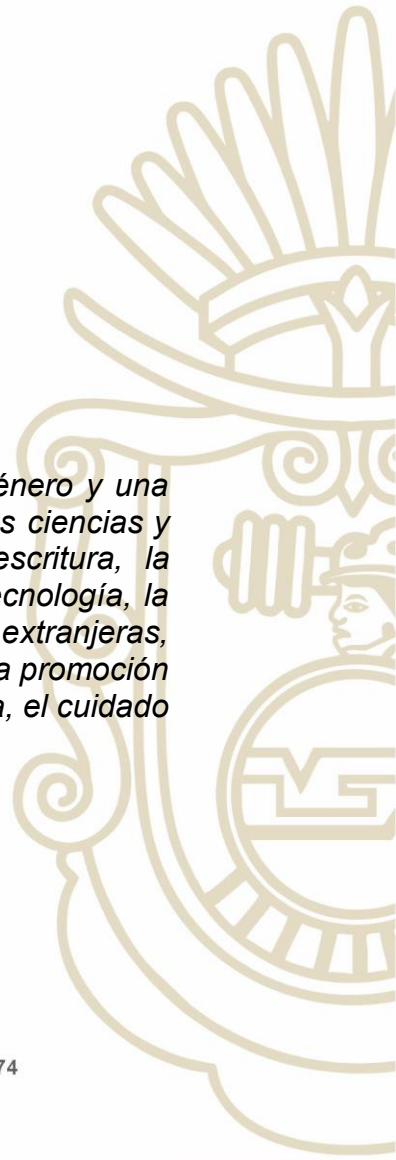 énero y una
s ciencias y
escritura, la
ecnología, la
extranjeras,
a promoción
a, el cuidado
74